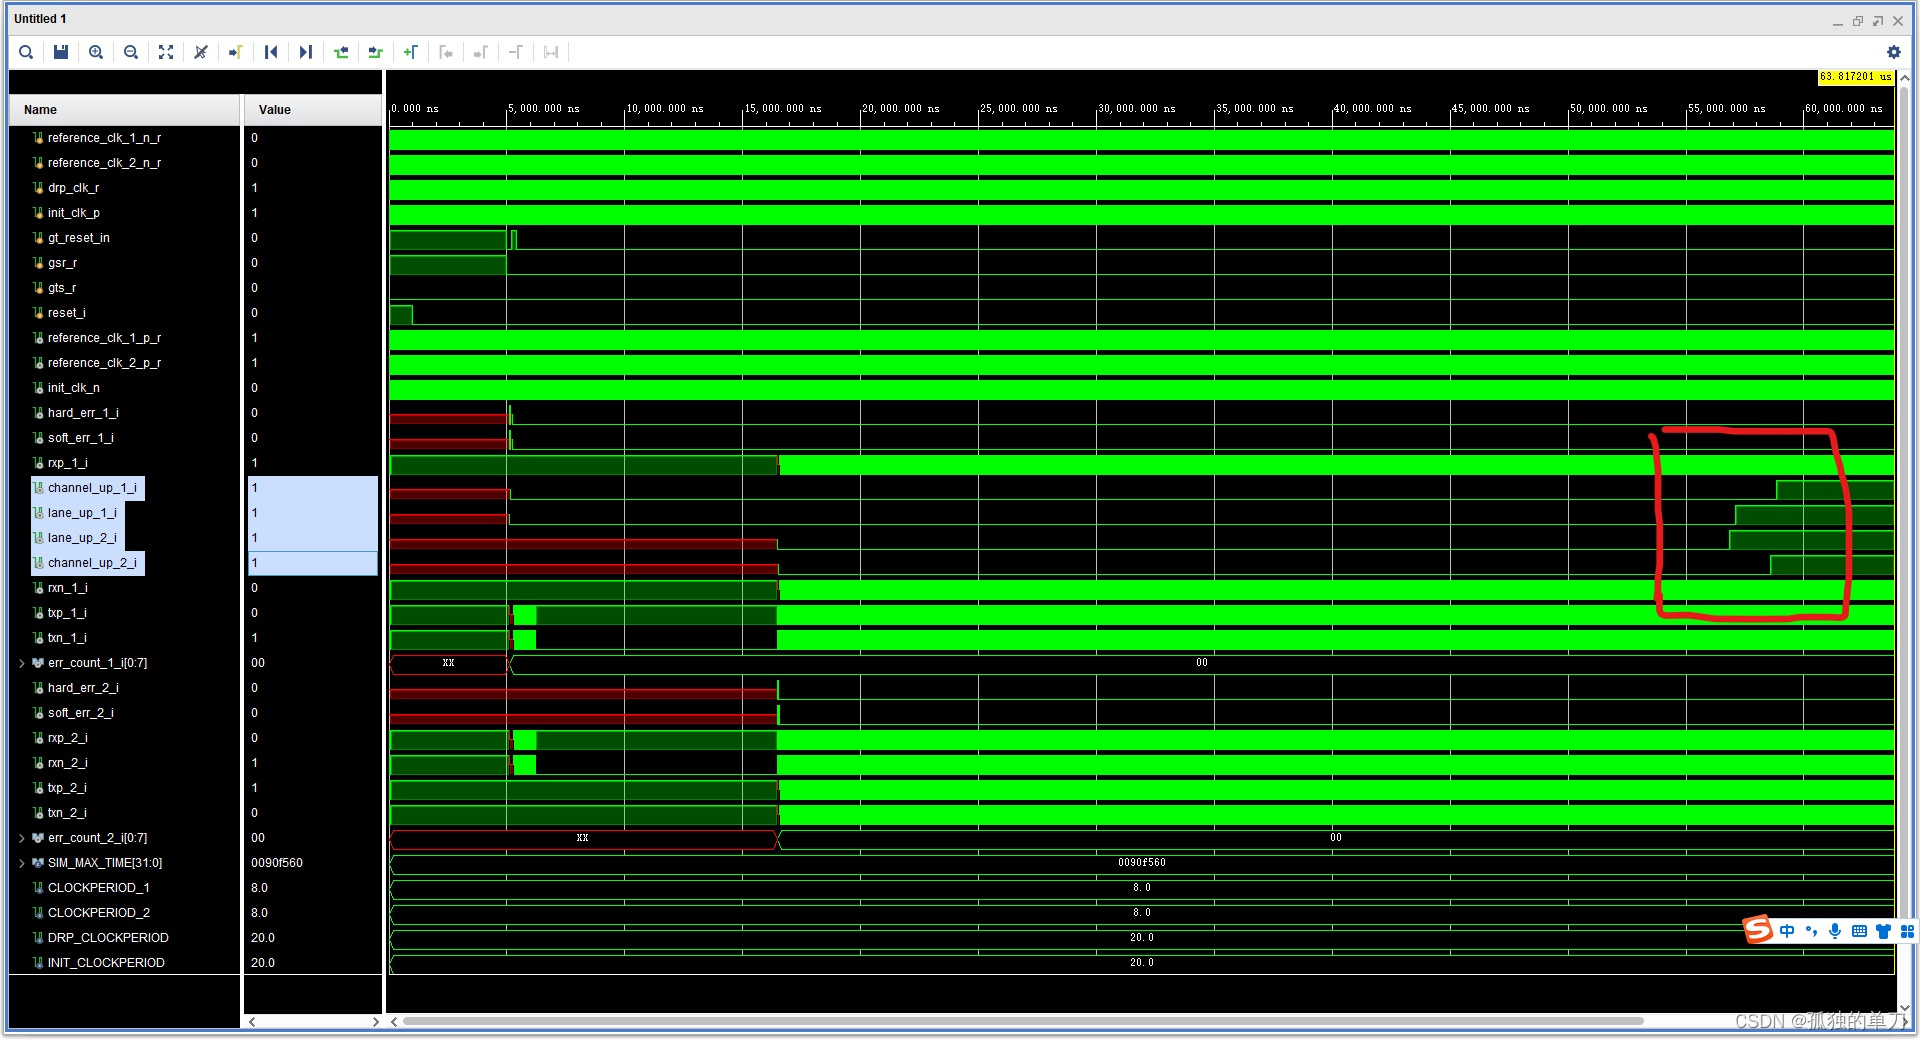 Untitled 1
63.817201 us
Name Value
0.000 ns 5,000.000 ns 10,000.000 ns 15,000.000 ns 20,000.000 ns 25,000.000 ns 30,000.000 ns 35,000.000 ns 40,000.000 ns 45,000.000 ns 50,000.000 ns 55,000.000 ns 60,000.000 ns
reference_clk_1_n_r 0
reference_clk_2_n_r 0
drp_clk_r 1
init_clk_p 1
gt_reset_in 0
gsr_r 0
gts_r 0
reset_i 0
reference_clk_1_p_r 1
reference_clk_2_p_r 1
init_clk_n 0
hard_err_1_i 0
soft_err_1_i 0
rxp_1_i 1
channel_up_1_i 1
lane_up_1_i 1
lane_up_2_i 1
channel_up_2_i 1
rxn_1_i 0
txp_1_i 0
txn_1_i 1
err_count_1_i[0:7] 00 XX 00
hard_err_2_i 0
soft_err_2_i 0
rxp_2_i 0
rxn_2_i 1
txp_2_i 1
txn_2_i 0
err_count_2_i[0:7] 00 XX 00
SIM_MAX_TIME[31:0] 0090f560 0090f560
CLOCKPERIOD_1 8.0 8.0
CLOCKPERIOD_2 8.0 8.0
DRP_CLOCKPERIOD 20.0 20.0
INIT_CLOCKPERIOD 20.0 20.0
S 中
CSDN @孤独的单刀